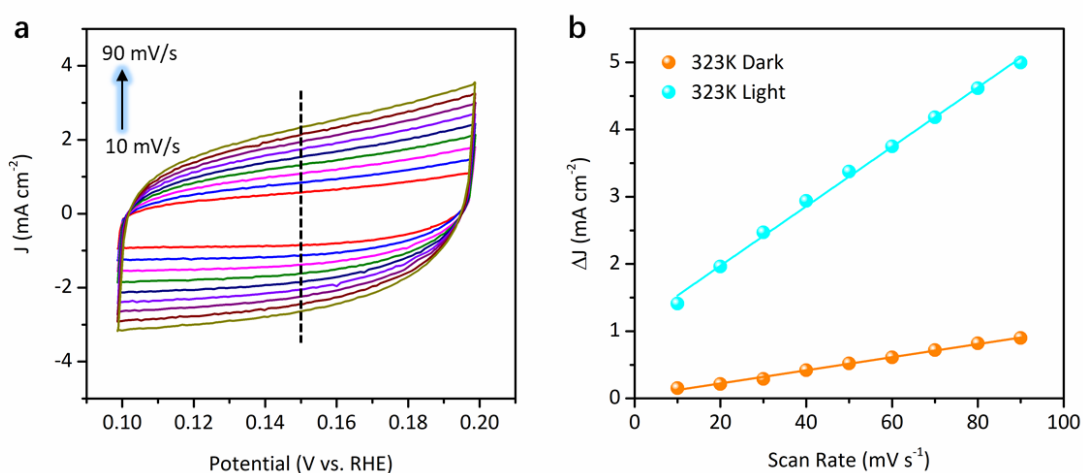 a
90 mV/s
10 mV/s
4
2
0
-2
-4
J (mA cm⁻²)
0.10 0.12 0.14 0.16 0.18 0.20
Potential (V vs. RHE)
b
323K Dark
323K Light
5
4
3
2
1
0
ΔJ (mA cm⁻²)
20 40 60 80 100
Scan Rate (mV s⁻¹)